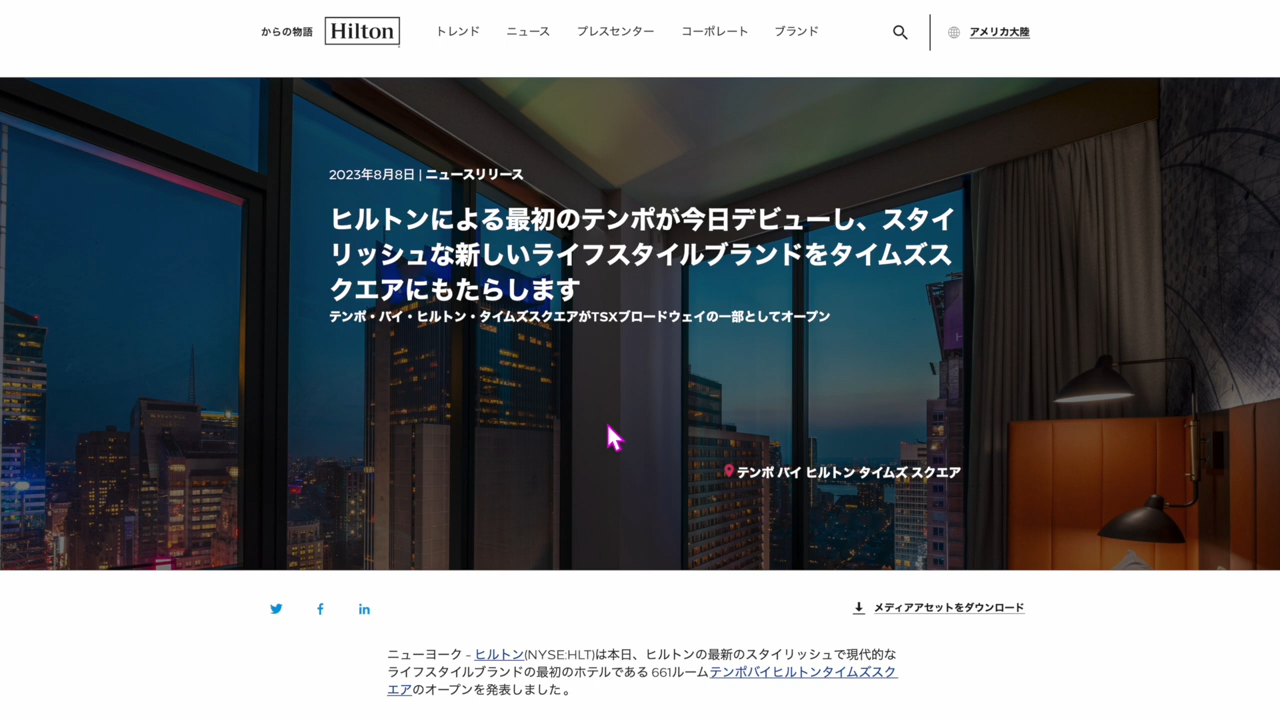 からの物語 Hilton トレンド ニュース プレスセンター コーポレート ブランド アメリカ大陸
2023年8月8日 | ニュースリリース
ヒルトンによる最初のテンポが今日デビューし、スタイ
リッシュな新しいライフスタイルブランドをタイムズス
クエアにもたらします
テンポ・バイ・ヒルトン・タイムズスクエアがTSXブロードウェイの一部としてオープン
テンポ バイ ヒルトン タイムズ スクエア
メディアアセットをダウンロード
ニューヨーク - ヒルトン(NYSE:HLT)は本日、ヒルトンの最新のスタイリッシュで現代的な
ライフスタイルブランドの最初のホテルである 661ルームテンポバイヒルトンタイムズスク
エアのオープンを発表しました 。